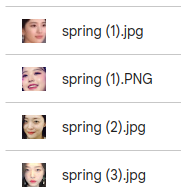 spring (1).jpg
spring (1).PNG
spring (2).jpg
spring (3).jpg